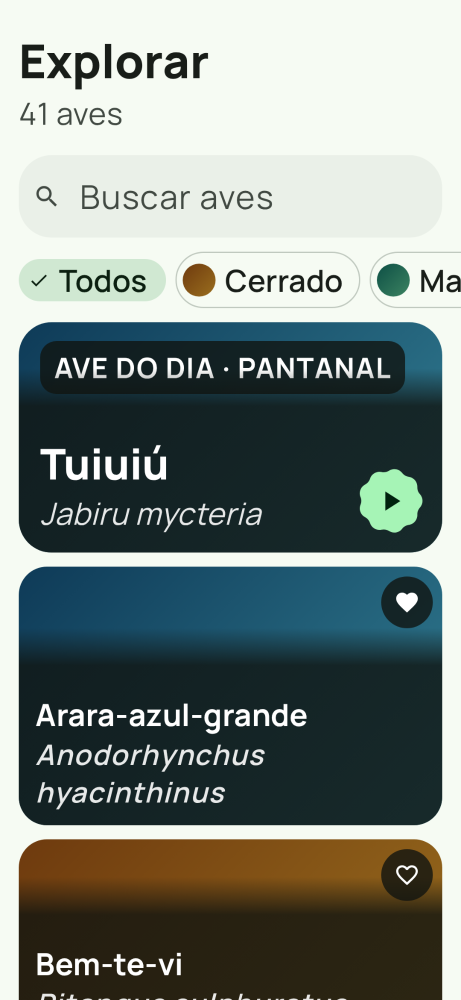 Explorar
41 aves
Buscar aves
Todos
Cerrado
Ma
AVE DO DIA · PANTANAL
Tuiuiú
Jabiru mycteria
Arara-azul-grande
Anodorhynchus
hyacinthinus
Bem-te-vi